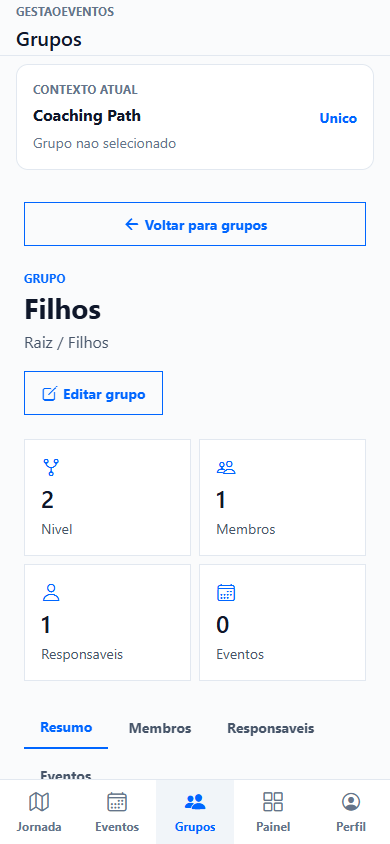 GESTAOEVENTOS
Grupos
CONTEXTO ATUAL
Coaching Path
Unico
Grupo nao selecionado
Voltar para grupos
GRUPO
Filhos
Raiz / Filhos
Editar grupo
2
Nivel
1
Membros
1
Responsaveis
0
Eventos
Resumo Membros Responsaveis
Eventos
Jornada Eventos Grupos Painel Perfil